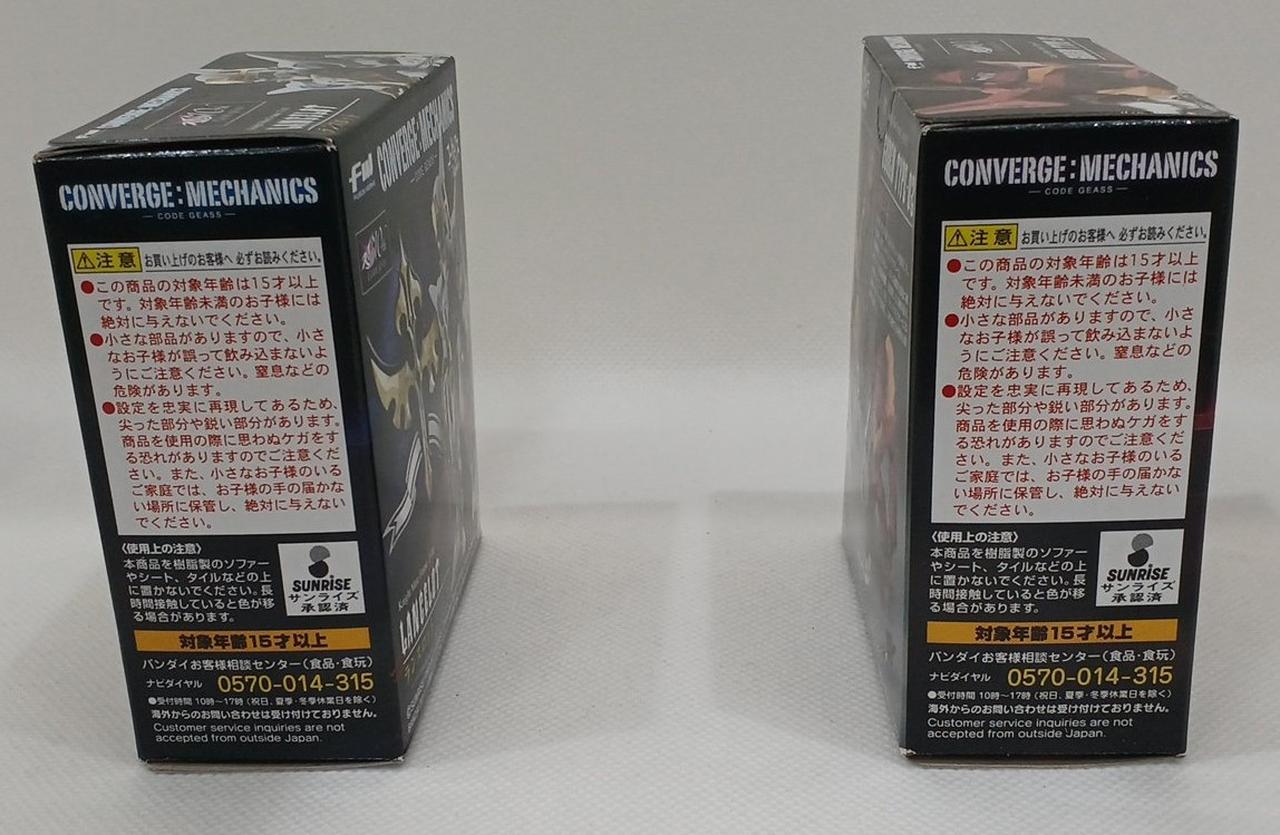 CONVERGE:MECHANICS
— CODE GEASS —
注意 お買い上げのお客様へ 必ずお読みください。
●この商品の対象年齢は15才以上
です。対象年齢未満のお子様には
絶対に与えないでください。
●小さな部品がありますので、小さ
なお子様が誤って飲み込まないよ
うにご注意ください。窒息などの
危険があります。
●設定を忠実に再現してあるため、
尖った部分や鋭い部分があります。
商品を使用の際に思わぬケガをす
る恐れがありますのでご注意くだ
さい。また、小さなお子様のいる
ご家庭では、お子様の手の届かな
い場所に保管し、絶対に与えない
でください。
〈使用上の注意〉
本商品を樹脂製のソファー
やシート、タイルなどの上
に置かないでください。長
時間接触していると色が移
る場合があります。
SUNRISE
サンライズ
承認済
対象年齢15才以上
バンダイお客様相談センター(食品・食玩)
ナビダイヤル 0570-014-315
●受付時間 10時〜17時(祝日、夏季・冬季休業日を除く)
海外からのお問い合わせは受け付けておりません。
Customer service inquiries are not
accepted from outside Japan.
CONVERGE:MECHANICS
CODE GEASS
LANCELOT
CONVERGE:MECHANICS
— CODE GEASS —
注意 お買い上げのお客様へ 必ずお読みください。
●この商品の対象年齢は15才以上
です。対象年齢未満のお子様には
絶対に与えないでください。
●小さな部品がありますので、小さ
なお子様が誤って飲み込まないよ
うにご注意ください。窒息などの
危険があります。
●設定を忠実に再現してあるため、
尖った部分や鋭い部分があります。
商品を使用の際に思わぬケガをす
る恐れがありますのでご注意くだ
さい。また、小さなお子様のいる
ご家庭では、お子様の手の届かな
い場所に保管し、絶対に与えない
でください。
〈使用上の注意〉
本商品を樹脂製のソファー
やシート、タイルなどの上
に置かないでください。長
時間接触していると色が移
る場合があります。
SUNRISE
サンライズ
承認済
対象年齢15才以上
バンダイお客様相談センター(食品・食玩)
ナビダイヤル 0570-014-315
●受付時間 10時〜17時(祝日、夏季・冬季休業日を除く)
海外からのお問い合わせは受け付けておりません。
Customer service inquiries are not
accepted from outside Japan.